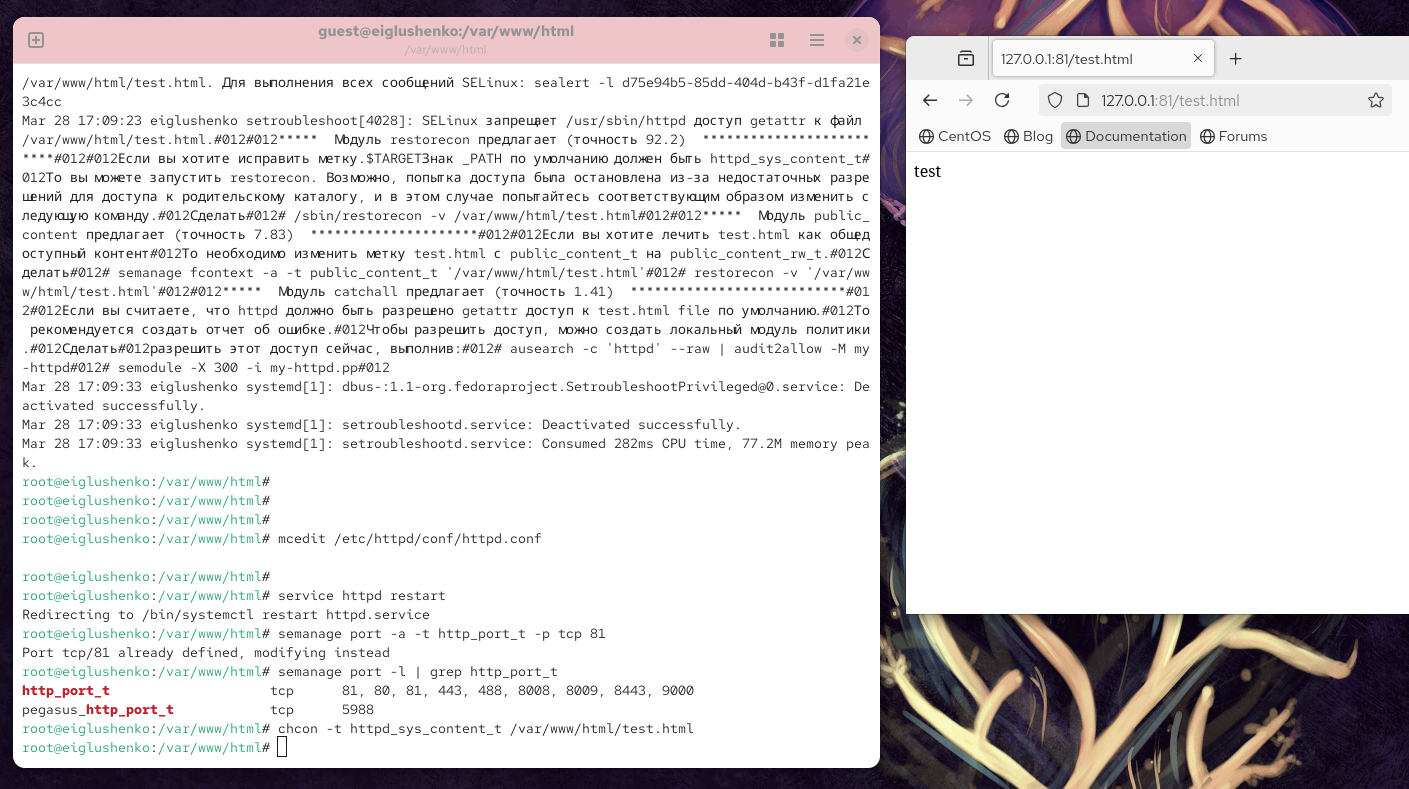 guest@eiglushenko:/var/www/html
/var/www/html
/var/www/html/test.html. Для выполнения всех сообщений SELinux: sealert -l d75e94b5-85dd-404d-b43f-d1fa21e
3c4cc
Mar 28 17:09:23 eiglushenko setroubleshoot[4028]: SELinux запрещает /usr/sbin/httpd доступ getattr к файл
/var/www/html/test.html.#012#012*****  Модуль restorecon предлагает (точность 92.2)  *********************
****#012#012Если вы хотите исправить метку.$TARGETЗнак _PATH по умолчанию должен быть httpd_sys_content_t#
012То вы можете запустить restorecon. Возможно, попытка доступа была остановлена из-за недостаточных разре
шений для доступа к родительскому каталогу, и в этом случае попытайтесь соответствующим образом изменить с
ледующую команду.#012Сделать#012# /sbin/restorecon -v /var/www/html/test.html#012#012*****  Модуль public_
content предлагает (точность 7.83)  *********************#012#012Если вы хотите лечить test.html как общед
оступный контент#012То необходимо изменить метку test.html с public_content_t на public_content_rw_t.#012С
делать#012# semanage fcontext -a -t public_content_t '/var/www/html/test.html'#012# restorecon -v '/var/ww
w/html/test.html'#012#012*****  Модуль catchall предлагает (точность 1.41)  ***************************#01
2#012Если вы считаете, что httpd должно быть разрешено getattr доступ к test.html file по умолчанию.#012То
 рекомендуется создать отчет об ошибке.#012Чтобы разрешить доступ, можно создать локальный модуль политики
.#012Сделать#012разрешить этот доступ сейчас, выполнив:#012# ausearch -c 'httpd' --raw | audit2allow -M my
-httpd#012# semodule -X 300 -i my-httpd.pp#012
Mar 28 17:09:33 eiglushenko systemd[1]: dbus-:1.1-org.fedoraproject.SetroubleshootPrivileged@0.service: De
activated successfully.
Mar 28 17:09:33 eiglushenko systemd[1]: setroubleshootd.service: Deactivated successfully.
Mar 28 17:09:33 eiglushenko systemd[1]: setroubleshootd.service: Consumed 282ms CPU time, 77.2M memory pea
k.
root@eiglushenko:/var/www/html#
root@eiglushenko:/var/www/html#
root@eiglushenko:/var/www/html#
root@eiglushenko:/var/www/html# mcedit /etc/httpd/conf/httpd.conf
root@eiglushenko:/var/www/html#
root@eiglushenko:/var/www/html# service httpd restart
Redirecting to /bin/systemctl restart httpd.service
root@eiglushenko:/var/www/html# semanage port -a -t http_port_t -p tcp 81
Port tcp/81 already defined, modifying instead
root@eiglushenko:/var/www/html# semanage port -l | grep http_port_t
http_port_t                    tcp      81, 80, 81, 443, 488, 8008, 8009, 8443, 9000
pegasus_http_port_t            tcp      5988
root@eiglushenko:/var/www/html# chcon -t httpd_sys_content_t /var/www/html/test.html
root@eiglushenko:/var/www/html#
127.0.0.1:81/test.html
127.0.0.1:81/test.html
CentOS Blog Documentation Forums
test